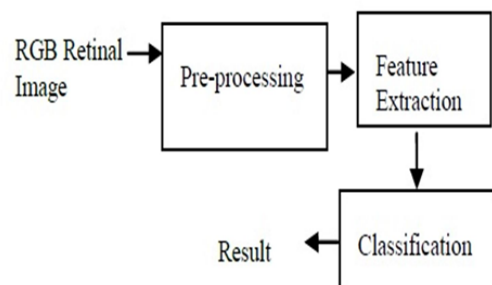 RGB Retinal
Image
Pre-processing
Feature
Extraction
Classification
Result